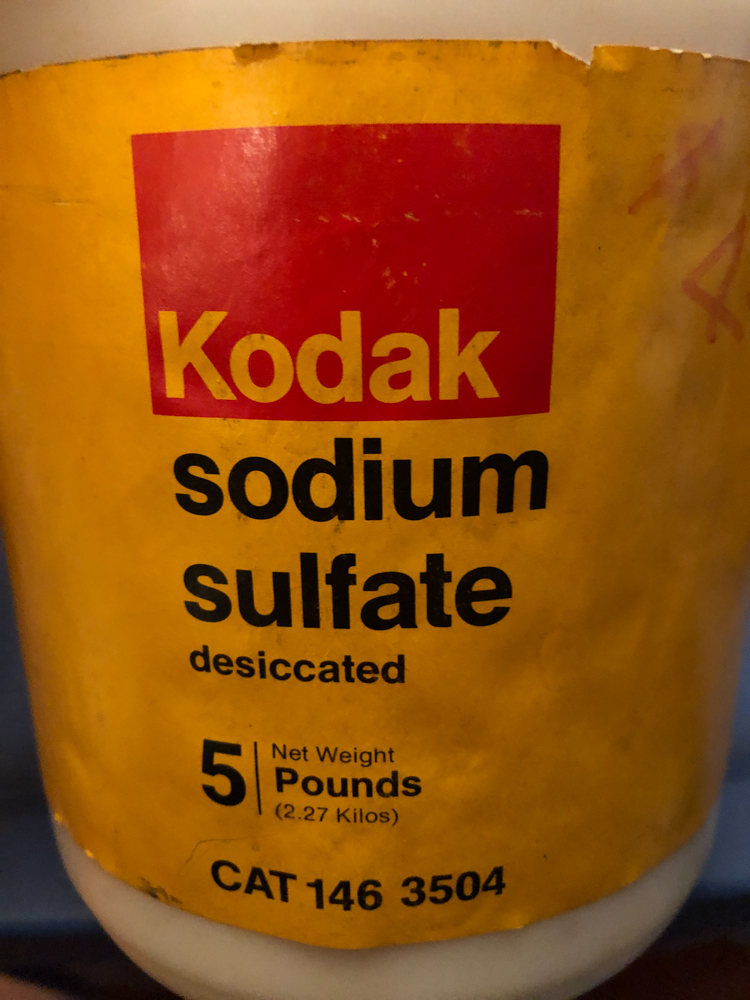 Kodak
sodium
sulfate
desiccated
5
Net Weight
Pounds
(2.27 Kilos)
CAT 146 3504